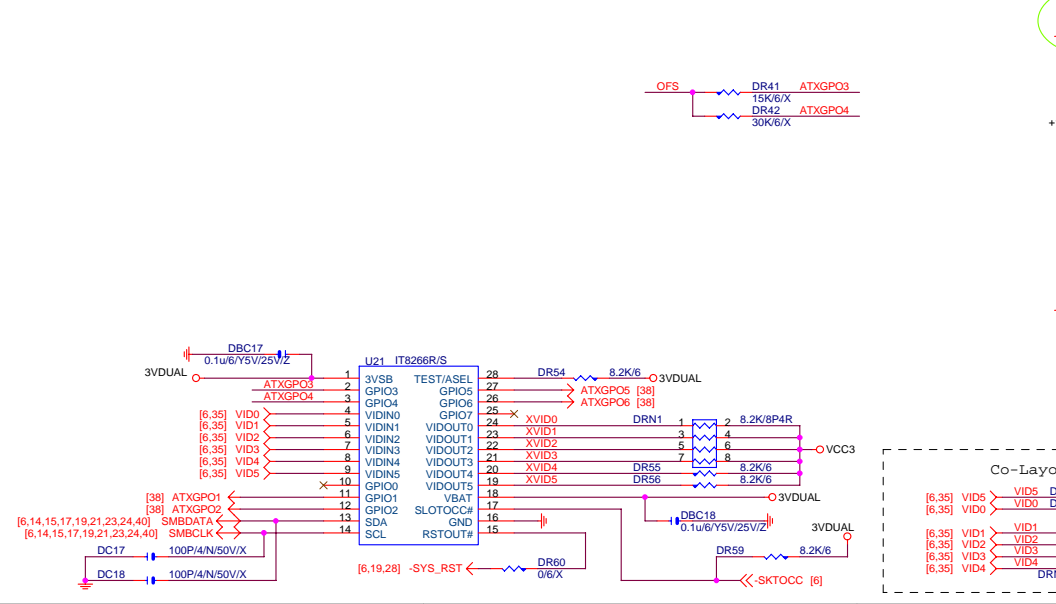 OFS
DR41 ATXGPO3
15K/6/X
DR42 ATXGPO4
30K/6/X
+
DBC17
0.1u/6/Y5V/25V/Z
3VDUAL
U21 IT8266R/S
1 3VSB TEST/ASEL 28 DR54 8.2K/6 3VDUAL
ATXGPO3 2 GPIO3 GPIO5 27 ATXGPO5 [38]
ATXGPO4 3 GPIO4 GPIO6 26 ATXGPO6 [38]
[6,35] VID0 4 VIDIN0 GPIO7 25
[6,35] VID1 5 VIDIN1 VIDOUT0 24 XVID0 DRN1 1 2 8.2K/8P4R
[6,35] VID2 6 VIDIN2 VIDOUT1 23 XVID1 3 4
[6,35] VID3 7 VIDIN3 VIDOUT2 22 XVID2 5 6 VCC3
[6,35] VID4 8 VIDIN4 VIDOUT3 21 XVID3 7 8
[6,35] VID5 9 VIDIN5 VIDOUT4 20 XVID4 DR55 8.2K/6
10 GPIO0 VIDOUT5 19 XVID5 DR56 8.2K/6
[38] ATXGPO1 11 GPIO1 VBAT 18 3VDUAL
[38] ATXGPO2 12 GPIO2 SLOTOCC# 17
[6,14,15,17,19,21,23,24,40] SMBDATA 13 SDA GND 16
[6,14,15,17,19,21,23,24,40] SMBCLK 14 SCL RSTOUT# 15
DBC18
0.1u/6/Y5V/25V/Z
3VDUAL
DC17 100P/4/N/50V/X
DC18 100P/4/N/50V/X
[6,19,28] -SYS_RST DR60
0/6/X
DR59 8.2K/6
-SKTOCC [6]
Co-Layo
[6,35] VID5 VID5 D
[6,35] VID0 VID0 D
[6,35] VID1 VID1
[6,35] VID2 VID2
[6,35] VID3 VID3
[6,35] VID4 VID4